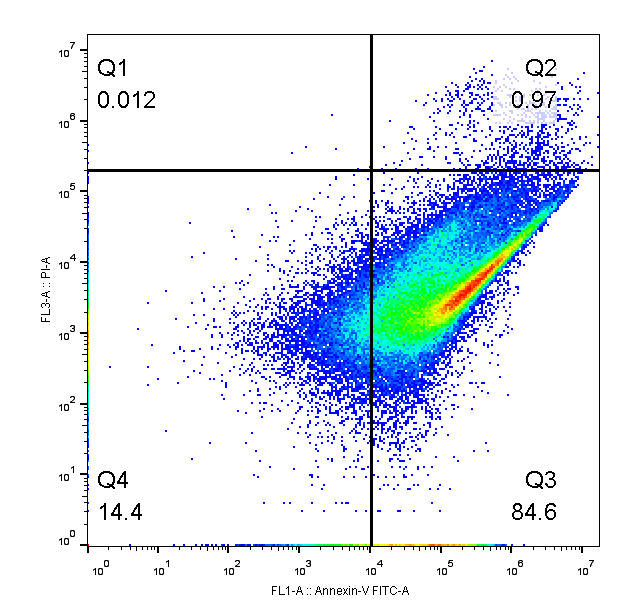 Q1
0.012
Q2
0.97
Q4
14.4
Q3
84.6
10^7
10^6
10^5
10^4
10^3
10^2
10^1
10^0
FL3-A :: PI-A
10^0 10^1 10^2 10^3 10^4 10^5 10^6 10^7
FL1-A :: Annexin-V FITC-A